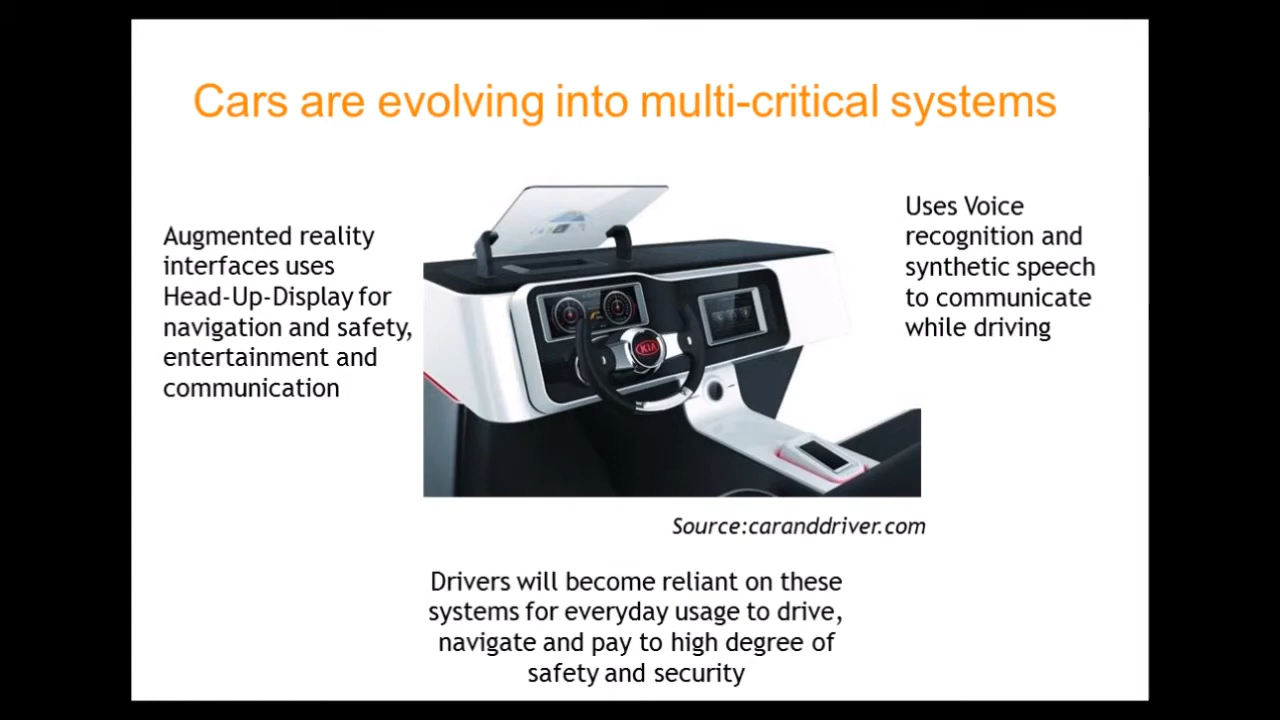 Cars are evolving into multi-critical systems
Augmented reality
interfaces uses
Head-Up-Display for
navigation and safety,
entertainment and
communication
Uses Voice
recognition and
synthetic speech
to communicate
while driving
KIA
Source:caranddriver.com
Drivers will become reliant on these
systems for everyday usage to drive,
navigate and pay to high degree of
safety and security